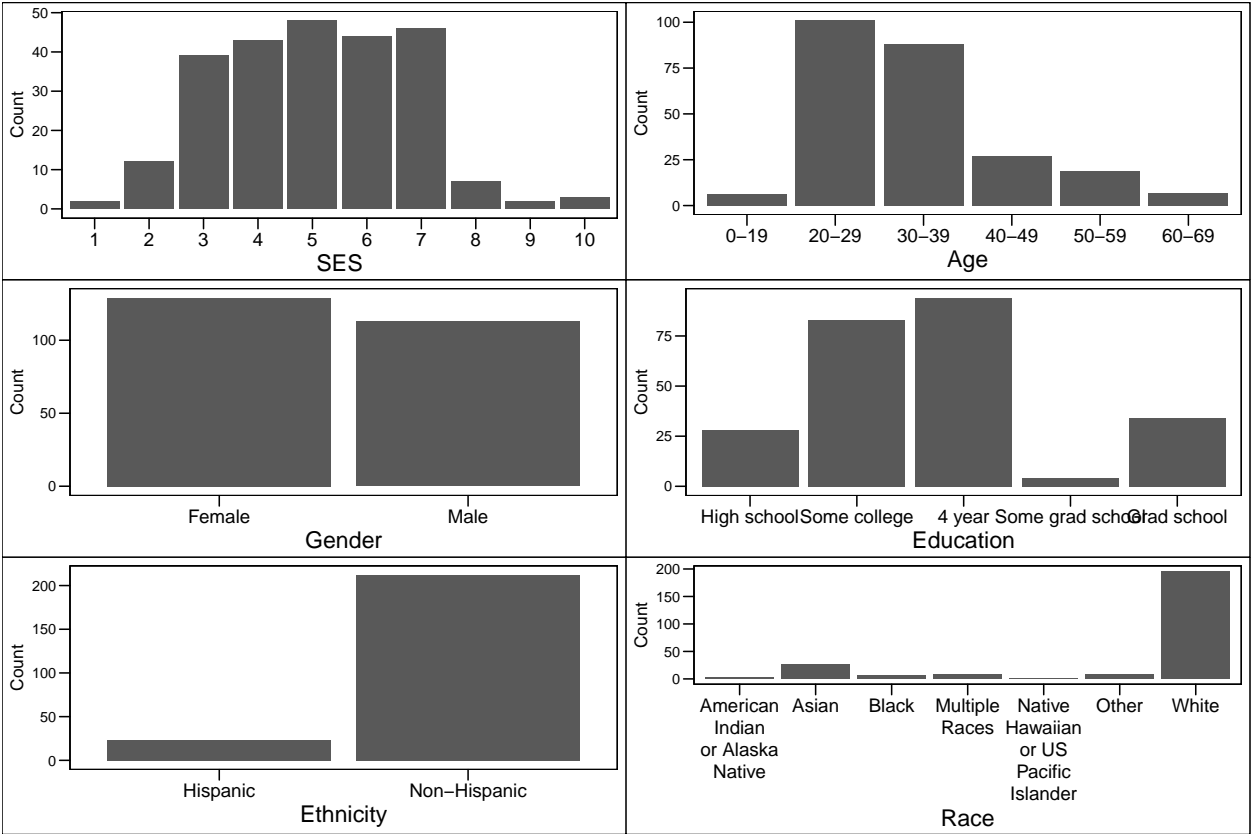 Count
50
40
30
20
10
0
1 2 3 4 5 6 7 8 9 10
SES
Count
100
75
50
25
0
0−19 20−29 30−39 40−49 50−59 60−69
Age
Count
100
50
0
Female Male
Gender
Count
75
50
25
0
High school Some college 4 year Some grad school Grad school
Education
Count
200
150
100
50
0
Hispanic Non−Hispanic
Ethnicity
Count
200
150
100
50
0
American Indian or Alaska Native
Asian
Black
Multiple Races
Native Hawaiian or US Pacific Islander
Other
White
Race